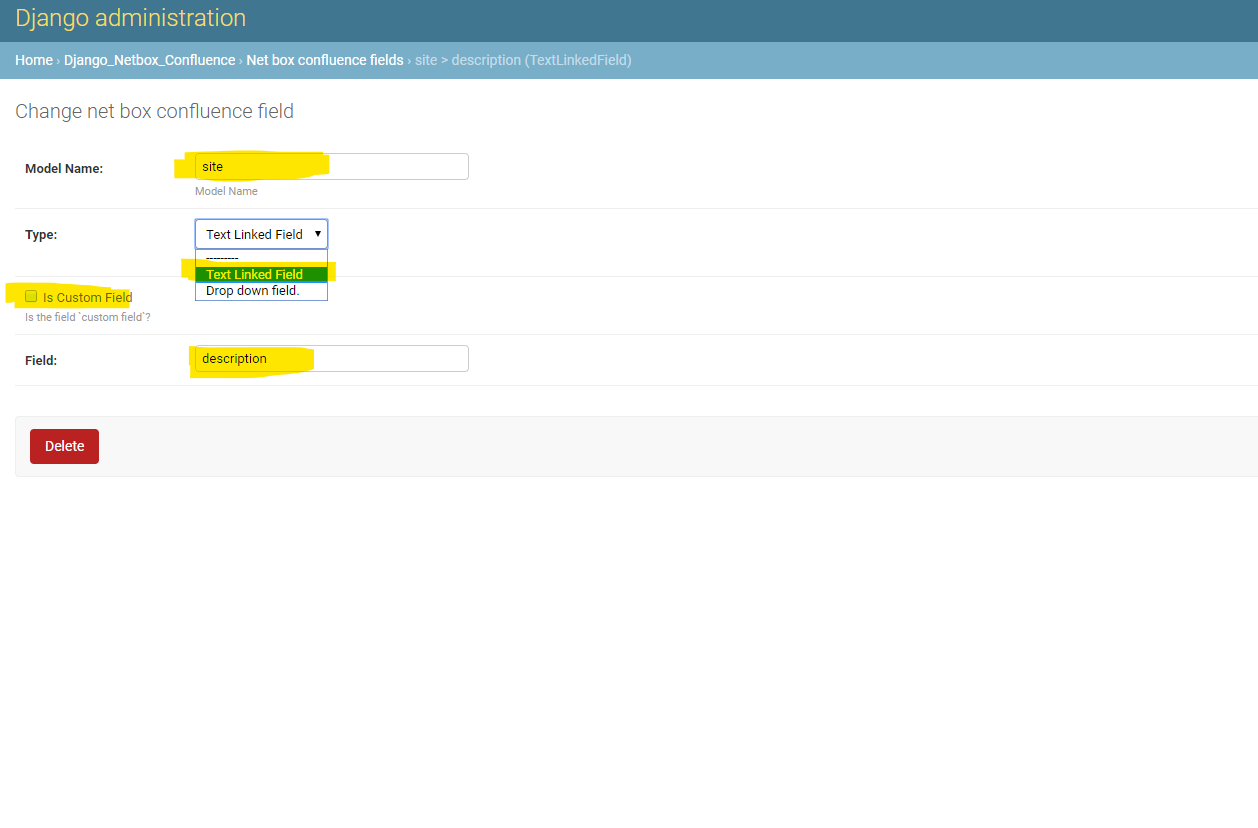 Django administration
Home › Django_Netbox_Confluence › Net box confluence fields › site > description (TextLinkedField)
Change net box confluence field
Model Name:
site
Model Name
Type:
Text Linked Field
---------
Text Linked Field
Drop down field.
Is Custom Field
Is the field `custom field`?
Field:
description
Delete